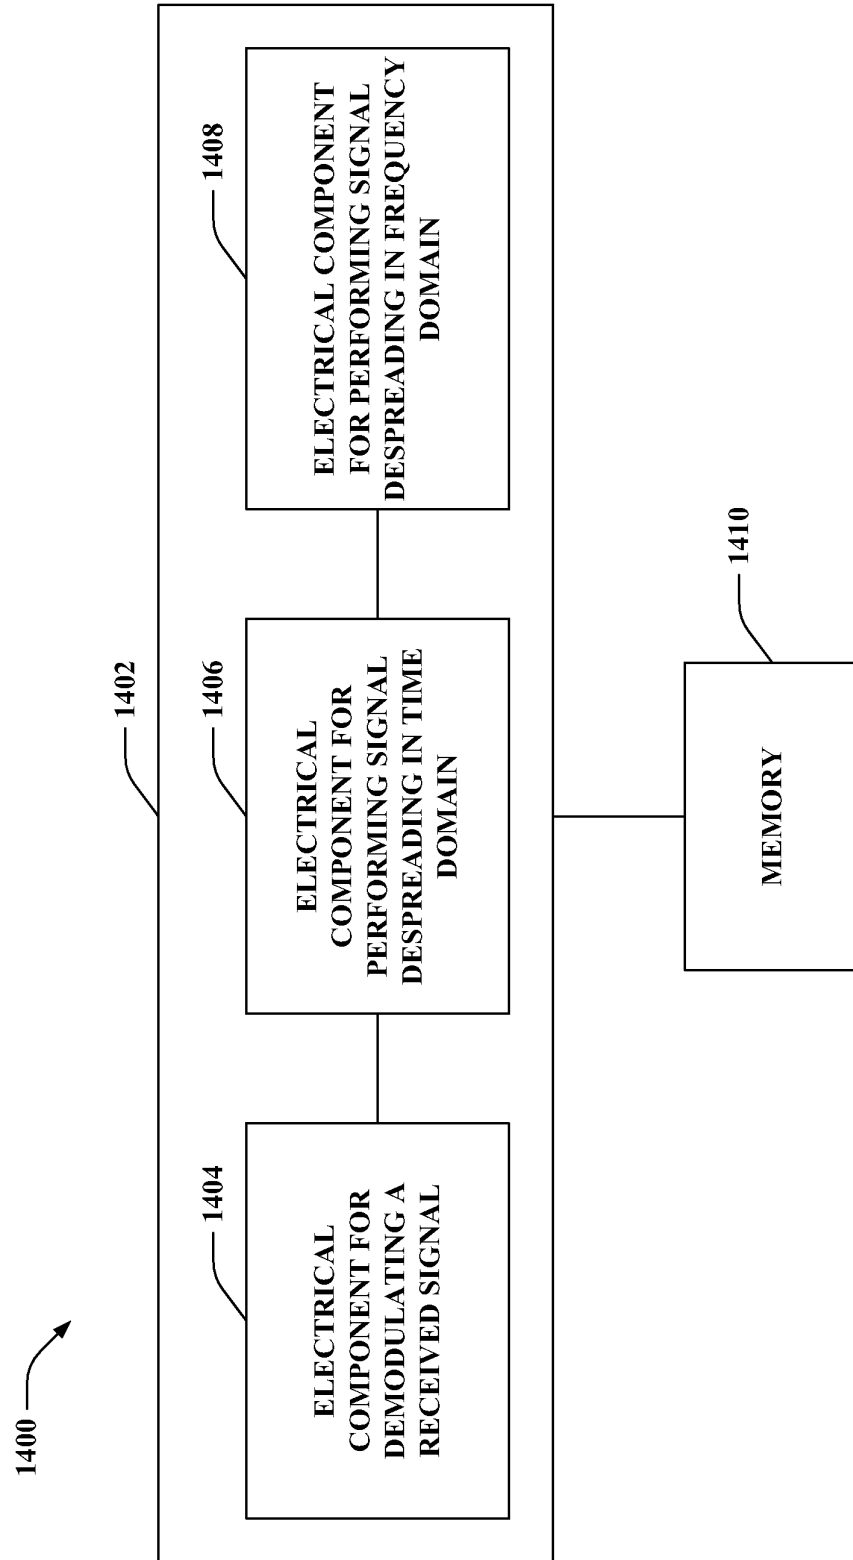 1400
1402
1404
ELECTRICAL
COMPONENT FOR
DEMODULATING A
RECEIVED SIGNAL
1406
ELECTRICAL
COMPONENT FOR
PERFORMING SIGNAL
DESPREADING IN TIME
DOMAIN
1408
ELECTRICAL COMPONENT
FOR PERFORMING SIGNAL
DESPREADING IN FREQUENCY
DOMAIN
1410
MEMORY